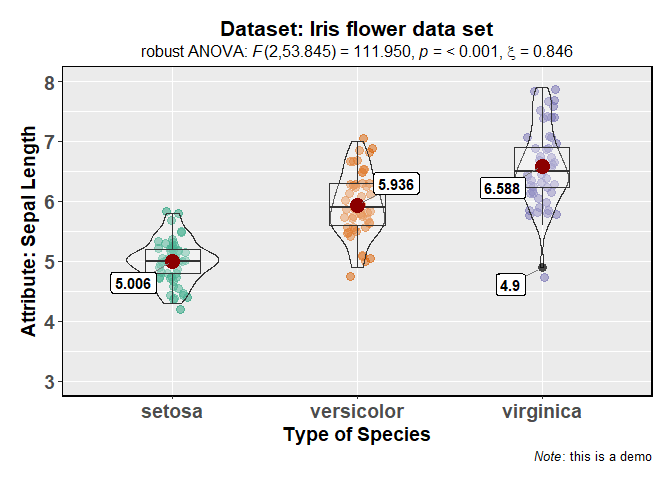 Dataset: Iris flower data set
robust ANOVA: F(2,53.845) = 111.950, p = < 0.001, ξ = 0.846
Attribute: Sepal Length
8
7
6
5
4
3
5.006
5.936
6.588
4.9
setosa versicolor virginica
Type of Species
Note: this is a demo